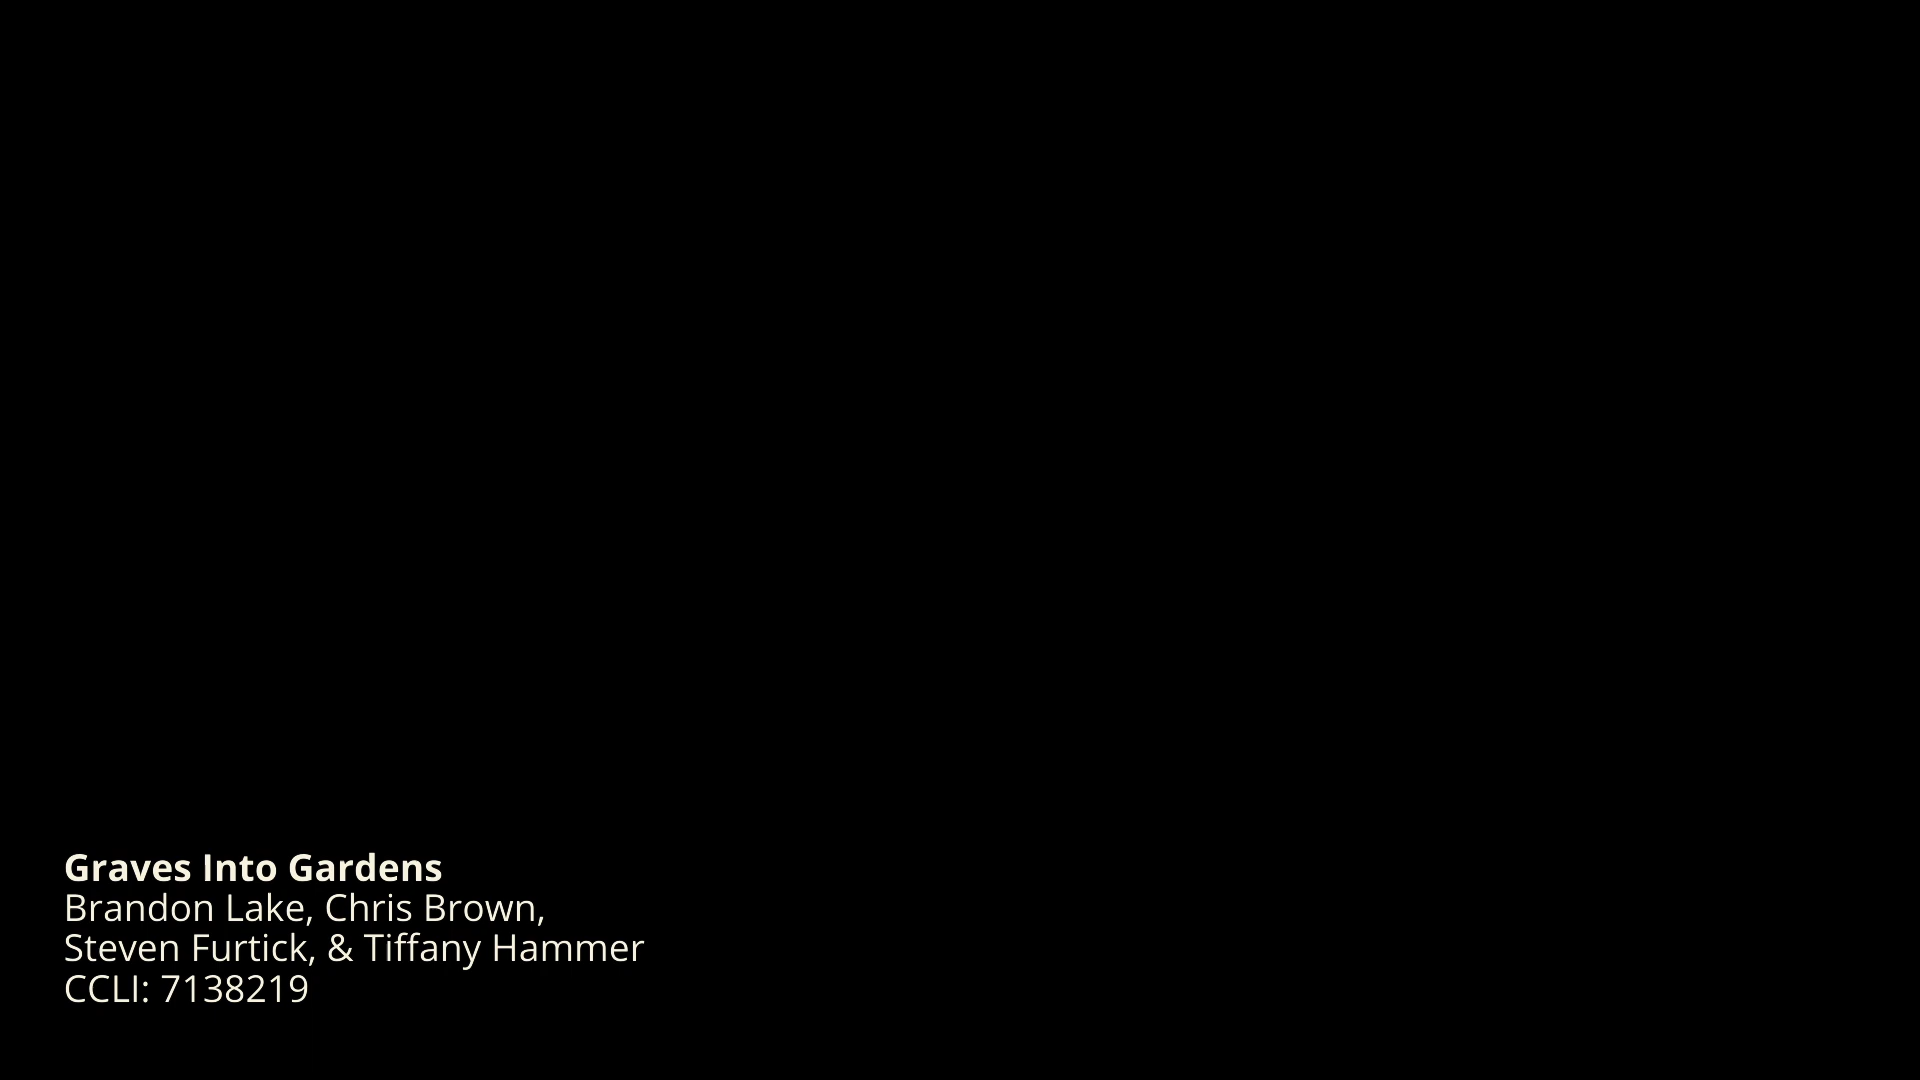 Graves Into Gardens
Brandon Lake, Chris Brown,
Steven Furtick, & Tiffany Hammer
CCLI: 7138219